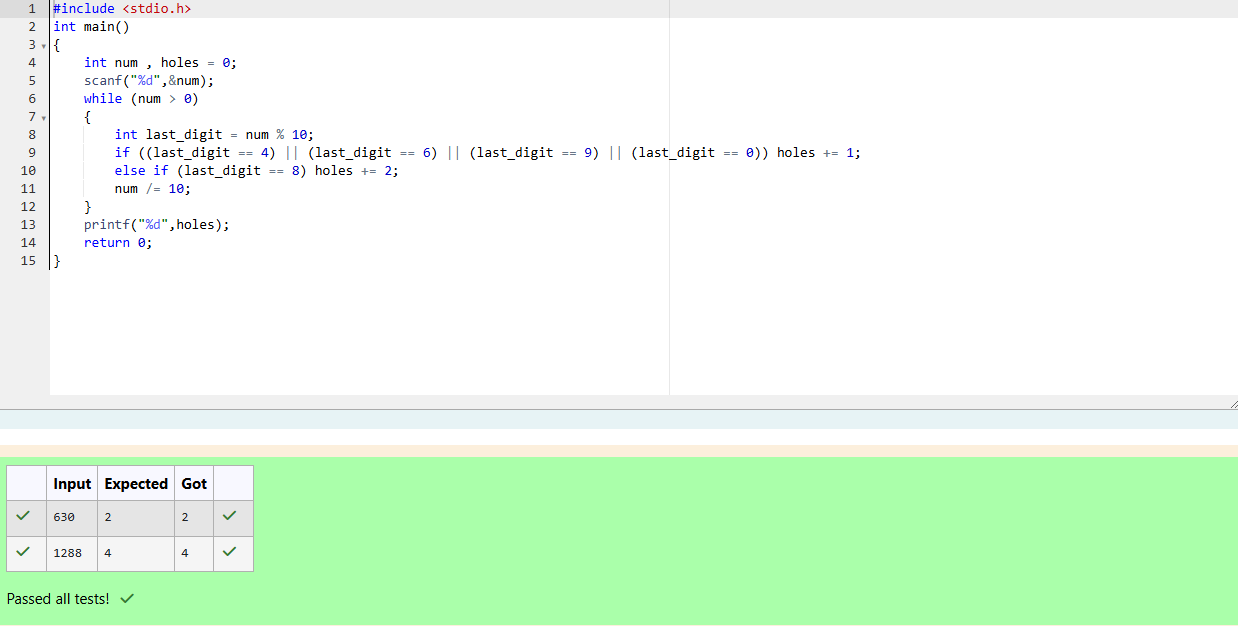 1 #include <stdio.h>
2 int main()
3 {
4     int num , holes = 0;
5     scanf("%d",&num);
6     while (num > 0)
7     {
8         int last_digit = num % 10;
9         if ((last_digit == 4) || (last_digit == 6) || (last_digit == 9) || (last_digit == 0)) holes += 1;
10         else if (last_digit == 8) holes += 2;
11         num /= 10;
12     }
13     printf("%d",holes);
14     return 0;
15 }
Input Expected Got
630 2 2
1288 4 4
Passed all tests!